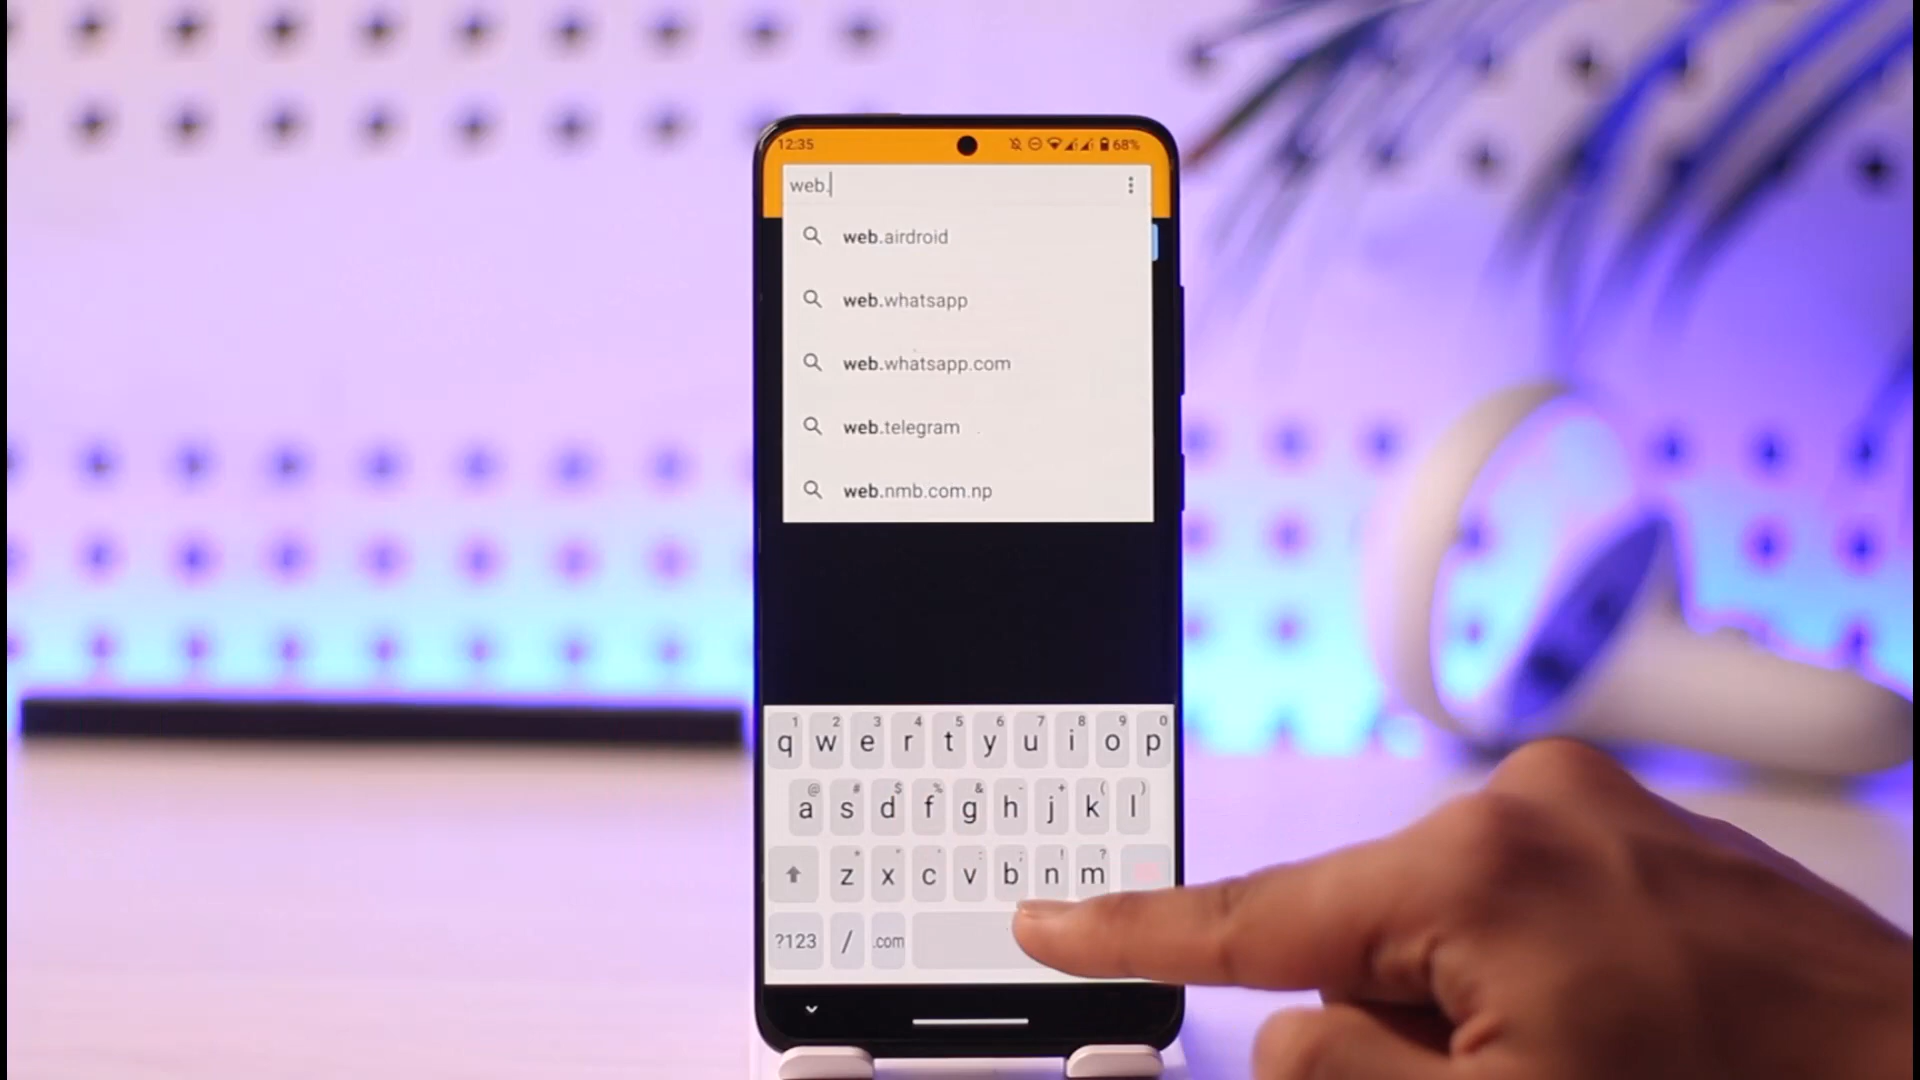 12:35
68%
web.
web.airdroid
web.whatsapp
web.whatsapp.com
web.telegram
web.nmb.com.np
1 2 3 4 5 6 7 8 9 0
q w e r t y u i o p
@ # $ % & - + ( )
a s d f g h j k l
* " ' : ; ! ?
z x c v b n m
?123 / .com